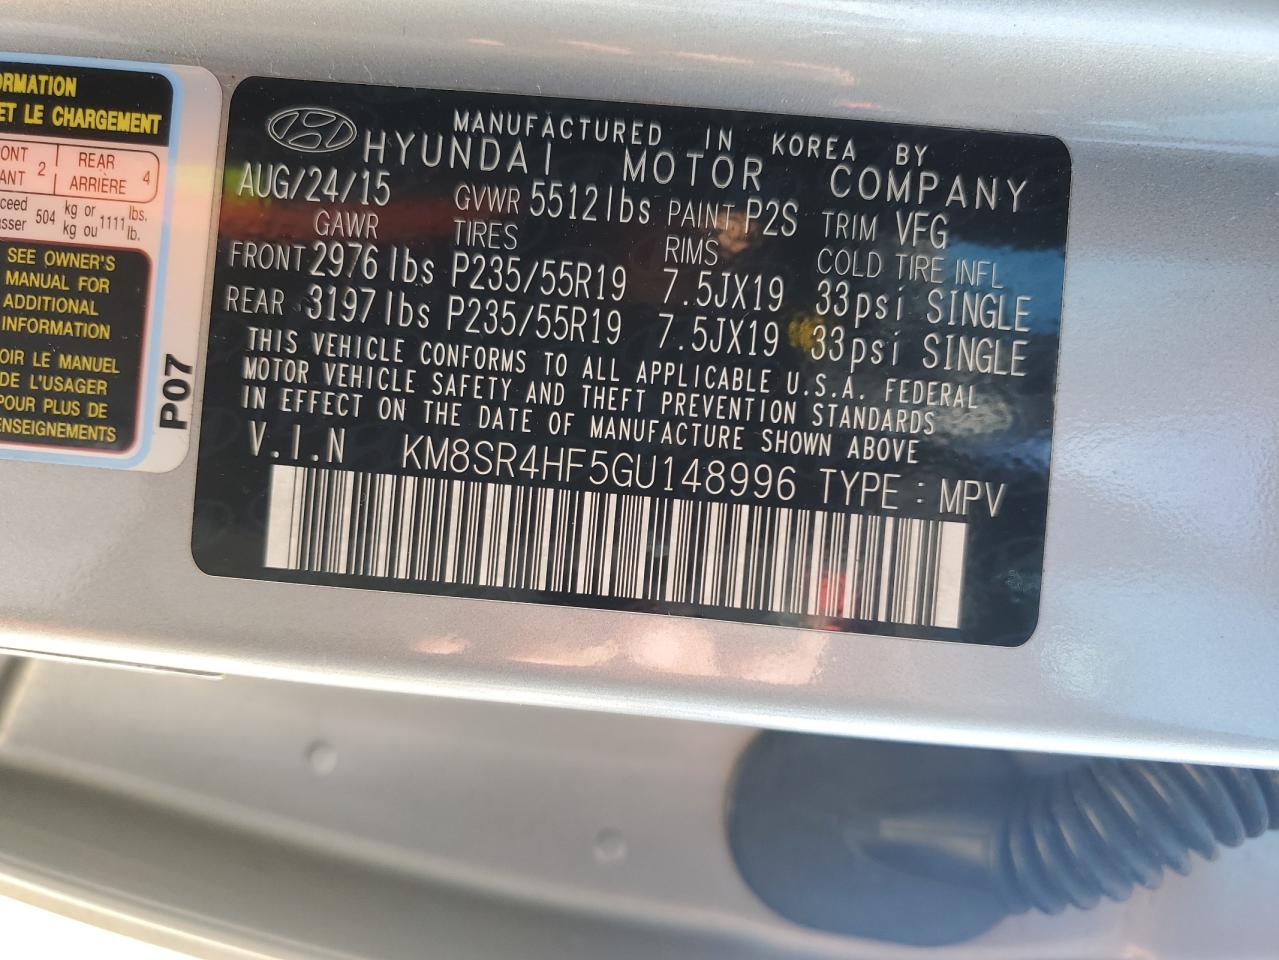 ORMATION
ET LE CHARGEMENT
ONT
ANT 2
REAR
ARRIÈRE 4
xceed
asser 504 kg or
kg ou 1111 lbs.
lb.
SEE OWNER'S
MANUAL FOR
ADDITIONAL
INFORMATION
OIR LE MANUEL
DE L'USAGER
POUR PLUS DE
ENSEIGNEMENTS
P07
MANUFACTURED IN KOREA BY
HYUNDAI MOTOR COMPANY
AUG/24/15 GVWR 5512lbs PAINT P2S TRIM VFG
GAWR TIRES RIMS COLD TIRE INFL
FRONT 2976lbs P235/55R19 7.5JX19 33psi SINGLE
REAR 3197lbs P235/55R19 7.5JX19 33psi SINGLE
THIS VEHICLE CONFORMS TO ALL APPLICABLE U.S.A. FEDERAL
MOTOR VEHICLE SAFETY AND THEFT PREVENTION STANDARDS
IN EFFECT ON THE DATE OF MANUFACTURE SHOWN ABOVE
V.I.N KM8SR4HF5GU148996 TYPE : MPV